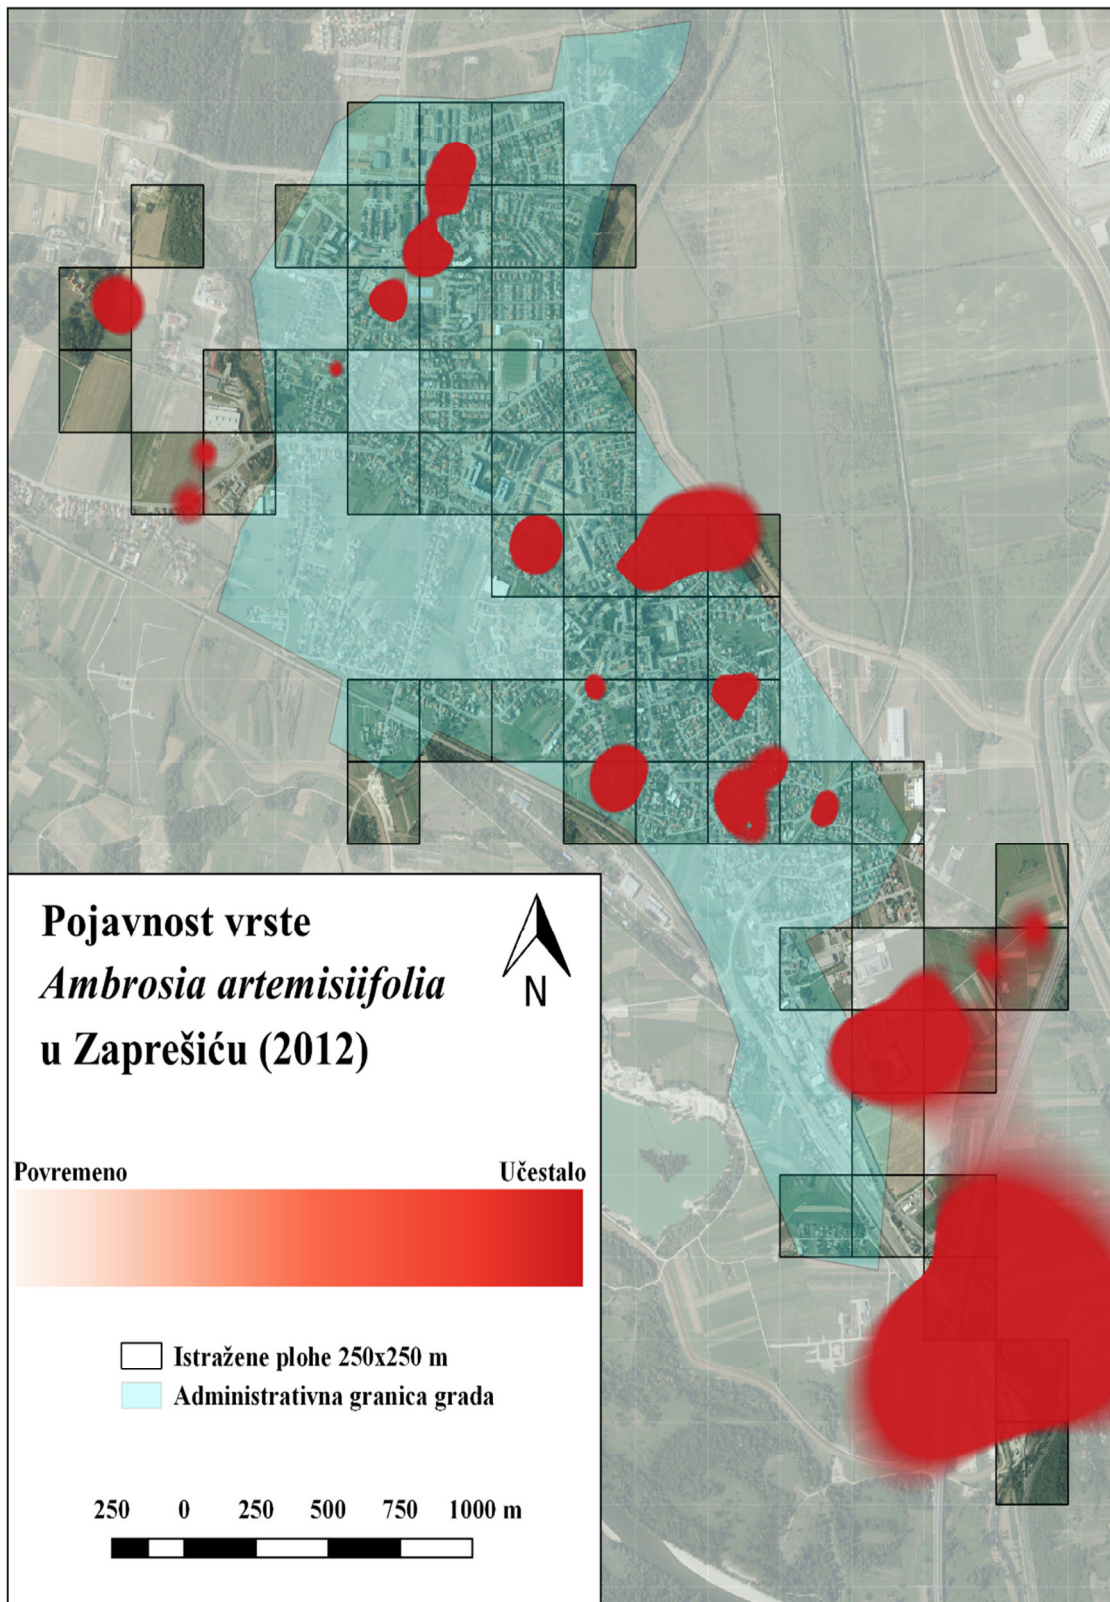 Pojavnost vrste
Ambrosia artemisiifolia
u Zaprešiću (2012)
N
Povremeno Učestalo
Istražene plohe 250x250 m
Administrativna granica grada
250 0 250 500 750 1000 m